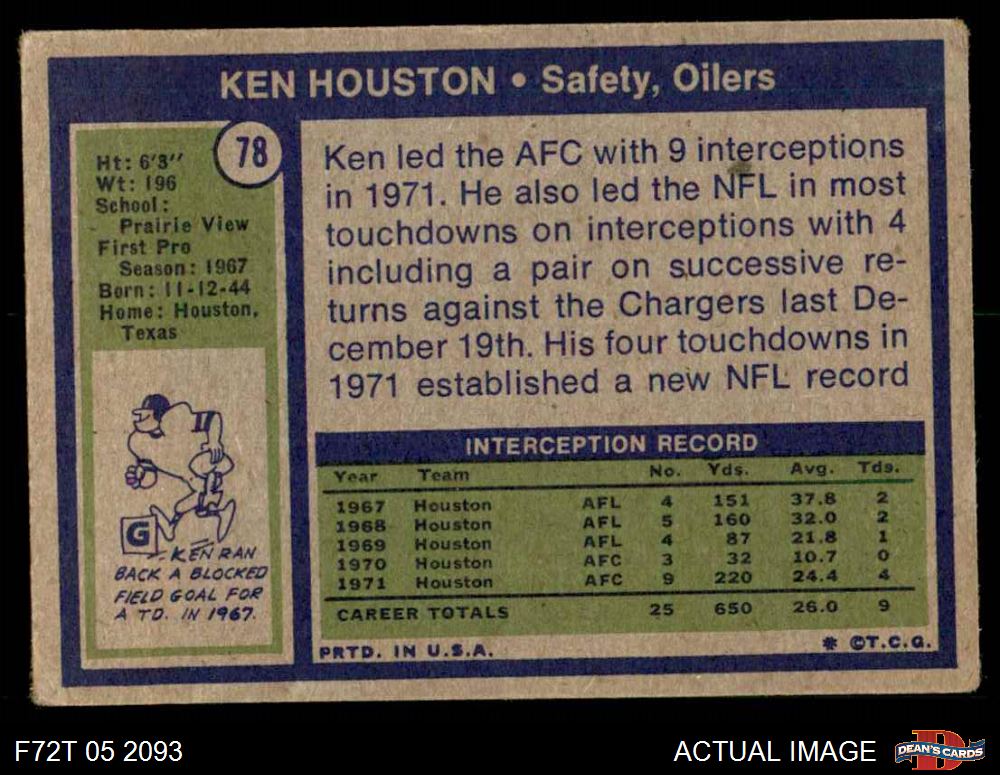 KEN HOUSTON • Safety, Oilers
78
Ht: 6'3"
Wt: 196
School:
Prairie View
First Pro
Season: 1967
Born: 11-12-44
Home: Houston,
Texas
G
KEN RAN
BACK A BLOCKED
FIELD GOAL FOR
A TD. IN 1967.
Ken led the AFC with 9 interceptions
in 1971. He also led the NFL in most
touchdowns on interceptions with 4
including a pair on successive re-
turns against the Chargers last De-
cember 19th. His four touchdowns in
1971 established a new NFL record
INTERCEPTION RECORD
Year Team No. Yds. Avg. Tds.
1967 Houston AFL 4 151 37.8 2
1968 Houston AFL 5 160 32.0 2
1969 Houston AFL 4 87 21.8 1
1970 Houston AFC 3 32 10.7 0
1971 Houston AFC 9 220 24.4 4
CAREER TOTALS 25 650 26.0 9
PRTD. IN U.S.A. * ©T.C.G.
F72T 05 2093 ACTUAL IMAGE DEAN'S CARDS